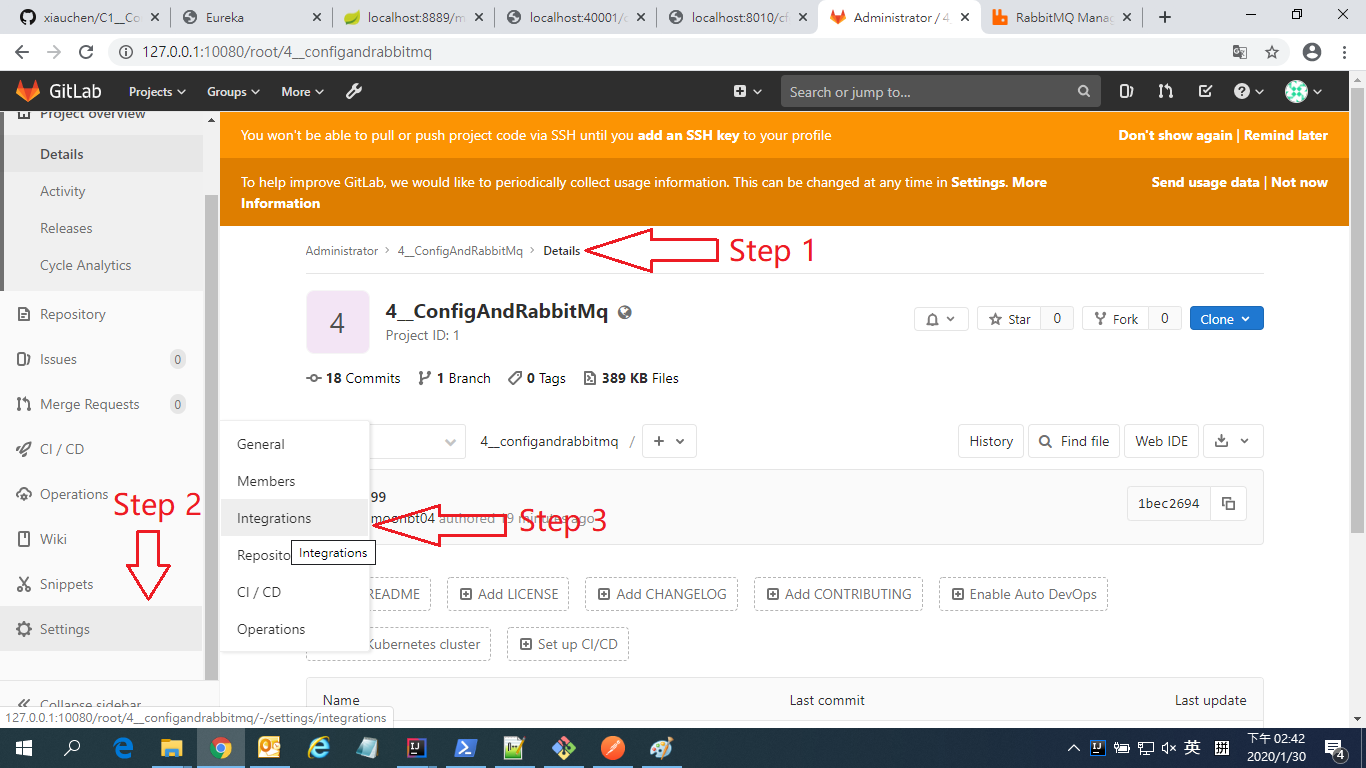 xiauchen/C1__Co
Eureka
localhost:8889/m
localhost:40001/c
localhost:8010/cf
Administrator / 4
RabbitMQ Manag
127.0.0.1:10080/root/4__configandrabbitmq
GitLab
Projects
Groups
More
Search or jump to...
Project overview
Details
Activity
Releases
Cycle Analytics
Repository
Issues 0
Merge Requests 0
CI / CD
Operations
Wiki
Snippets
Settings
Collapse sidebar
Step 2
You won't be able to pull or push project code via SSH until you add an SSH key to your profile
Don't show again | Remind later
To help improve GitLab, we would like to periodically collect usage information. This can be changed at any time in Settings. More
Information
Send usage data | Not now
Administrator > 4__ConfigAndRabbitMq > Details
Step 1
4
4__ConfigAndRabbitMq
Project ID: 1
Star 0
Fork 0
Clone
18 Commits
1 Branch
0 Tags
389 KB Files
General
Members
Integrations
Reposito
Integrations
CI / CD
Operations
4__configandrabbitmq /
History
Find file
Web IDE
99
moonbt04 authored 19 minutes ago
Step 3
1bec2694
README
Add LICENSE
Add CHANGELOG
Add CONTRIBUTING
Enable Auto DevOps
Kubernetes cluster
Set up CI/CD
Name
Last commit
Last update
127.0.0.1:10080/root/4__configandrabbitmq/-/settings/integrations
英
下午 02:42
2020/1/30
4